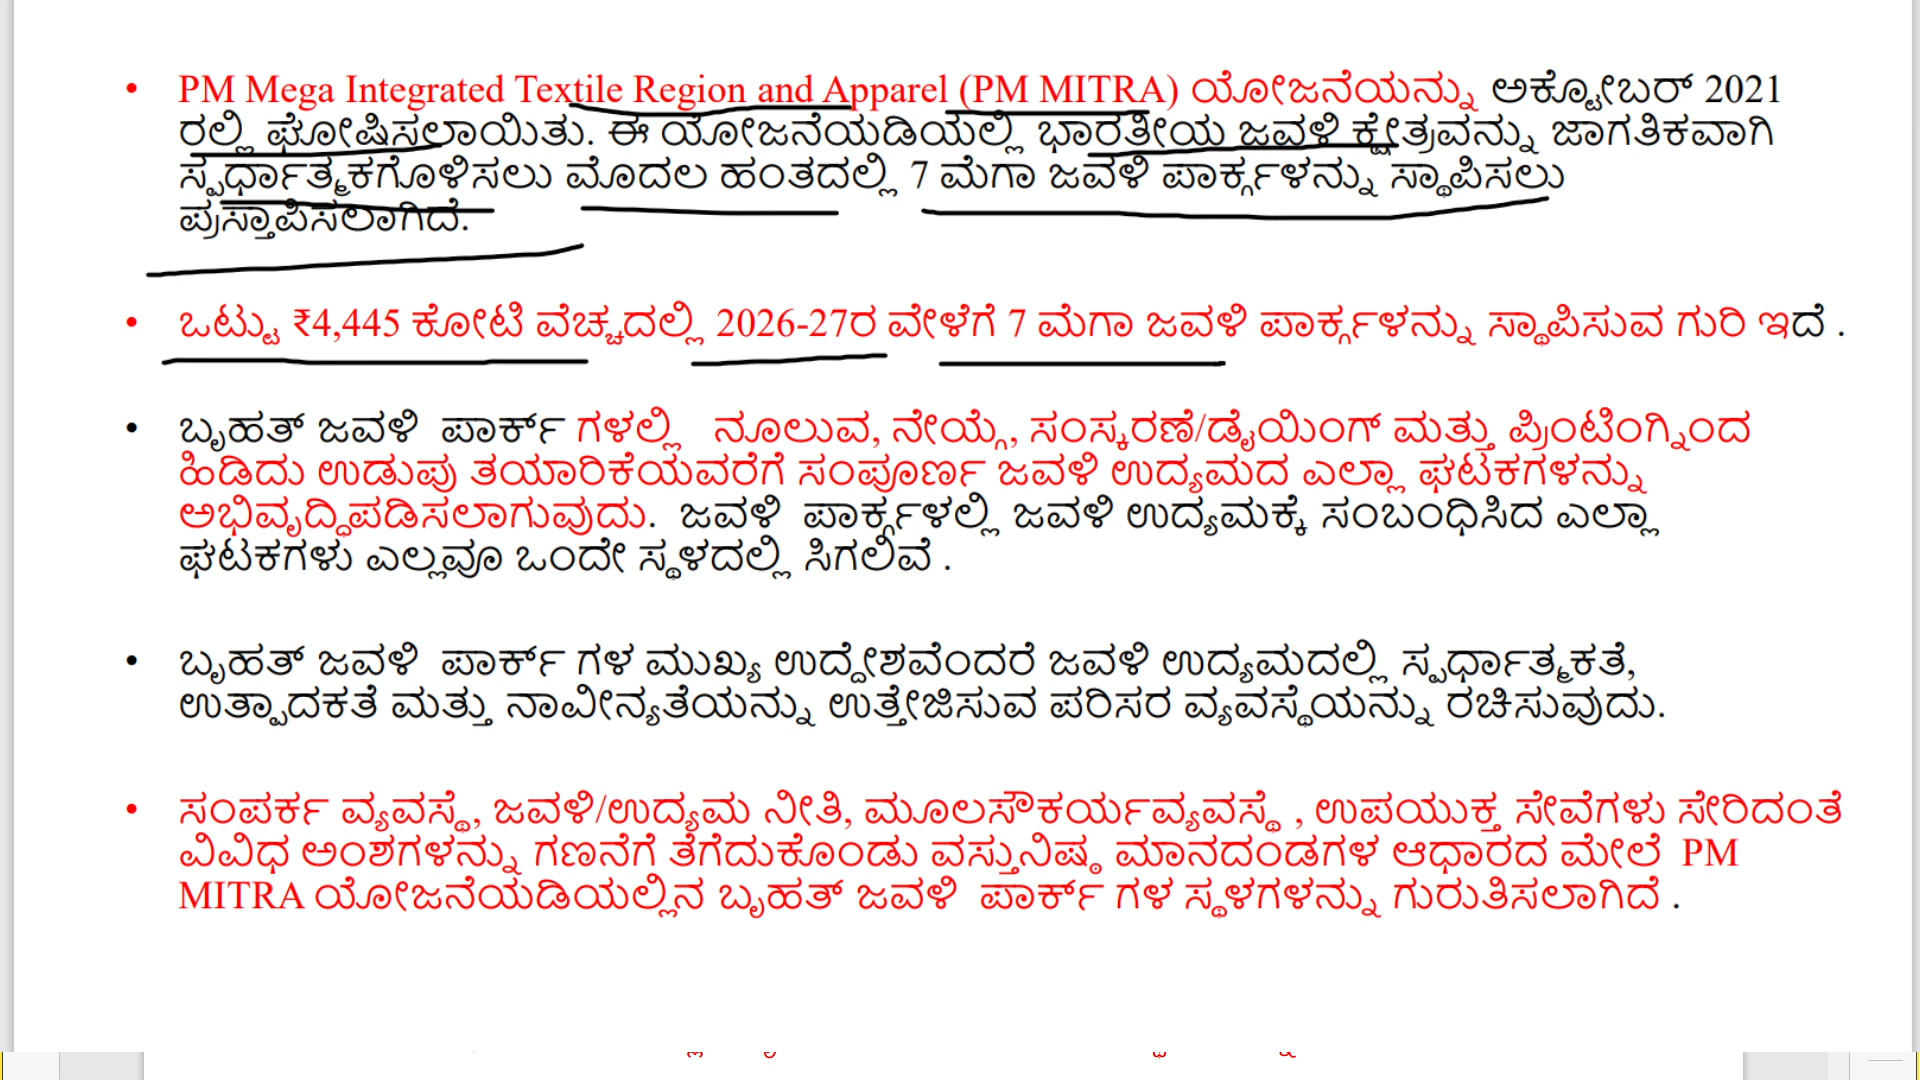 • PM Mega Integrated Textile Region and Apparel (PM MITRA) ಯೋಜನೆಯನ್ನು ಅಕ್ಟೋಬರ್ 2021
ರಲ್ಲಿ ಘೋಷಿಸಲಾಯಿತು. ಈ ಯೋಜನೆಯಡಿಯಲ್ಲಿ ಭಾರತೀಯ ಜವಳಿ ಕ್ಷೇತ್ರವನ್ನು ಜಾಗತಿಕವಾಗಿ
ಸ್ಪರ್ಧಾತ್ಮಕಗೊಳಿಸಲು ಮೊದಲ ಹಂತದಲ್ಲಿ 7 ಮೆಗಾ ಜವಳಿ ಪಾರ್ಕ್ಗಳನ್ನು ಸ್ಥಾಪಿಸಲು
ಪ್ರಸ್ತಾಪಿಸಲಾಗಿದೆ.
• ಒಟ್ಟು ₹4,445 ಕೋಟಿ ವೆಚ್ಚದಲ್ಲಿ 2026-27ರ ವೇಳೆಗೆ 7 ಮೆಗಾ ಜವಳಿ ಪಾರ್ಕ್ಗಳನ್ನು ಸ್ಥಾಪಿಸುವ ಗುರಿ ಇದೆ .
• ಬೃಹತ್ ಜವಳಿ ಪಾರ್ಕ್ ಗಳಲ್ಲಿ ನೂಲುವ, ನೇಯ್ಗೆ, ಸಂಸ್ಕರಣೆ/ಡೈಯಿಂಗ್ ಮತ್ತು ಪ್ರಿಂಟಿಂಗ್ನಿಂದ
ಹಿಡಿದು ಉಡುಪು ತಯಾರಿಕೆಯವರೆಗೆ ಸಂಪೂರ್ಣ ಜವಳಿ ಉದ್ಯಮದ ಎಲ್ಲಾ ಘಟಕಗಳನ್ನು
ಅಭಿವೃದ್ಧಿಪಡಿಸಲಾಗುವುದು. ಜವಳಿ ಪಾರ್ಕ್ಗಳಲ್ಲಿ ಜವಳಿ ಉದ್ಯಮಕ್ಕೆ ಸಂಬಂಧಿಸಿದ ಎಲ್ಲಾ
ಘಟಕಗಳು ಎಲ್ಲವೂ ಒಂದೇ ಸ್ಥಳದಲ್ಲಿ ಸಿಗಲಿವೆ .
• ಬೃಹತ್ ಜವಳಿ ಪಾರ್ಕ್ ಗಳ ಮುಖ್ಯ ಉದ್ದೇಶವೆಂದರೆ ಜವಳಿ ಉದ್ಯಮದಲ್ಲಿ ಸ್ಪರ್ಧಾತ್ಮಕತೆ,
ಉತ್ಪಾದಕತೆ ಮತ್ತು ನಾವೀನ್ಯತೆಯನ್ನು ಉತ್ತೇಜಿಸುವ ಪರಿಸರ ವ್ಯವಸ್ಥೆಯನ್ನು ರಚಿಸುವುದು.
• ಸಂಪರ್ಕ ವ್ಯವಸ್ಥೆ, ಜವಳಿ/ಉದ್ಯಮ ನೀತಿ, ಮೂಲಸೌಕರ್ಯವ್ಯವಸ್ಥೆ , ಉಪಯುಕ್ತ ಸೇವೆಗಳು ಸೇರಿದಂತೆ
ವಿವಿಧ ಅಂಶಗಳನ್ನು ಗಣನೆಗೆ ತೆಗೆದುಕೊಂಡು ವಸ್ತುನಿಷ್ಠ ಮಾನದಂಡಗಳ ಆಧಾರದ ಮೇಲೆ PM
MITRA ಯೋಜನೆಯಡಿಯಲ್ಲಿನ ಬೃಹತ್ ಜವಳಿ ಪಾರ್ಕ್ ಗಳ ಸ್ಥಳಗಳನ್ನು ಗುರುತಿಸಲಾಗಿದೆ .